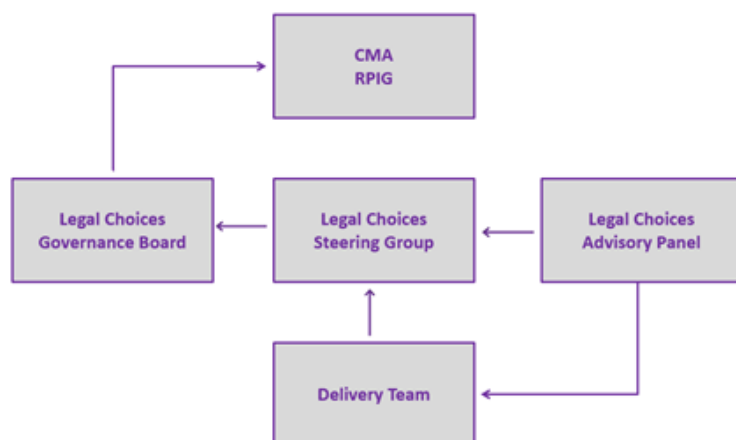 CMA
RPIG
Legal Choices
Governance Board
Legal Choices
Steering Group
Legal Choices
Advisory Panel
Delivery Team